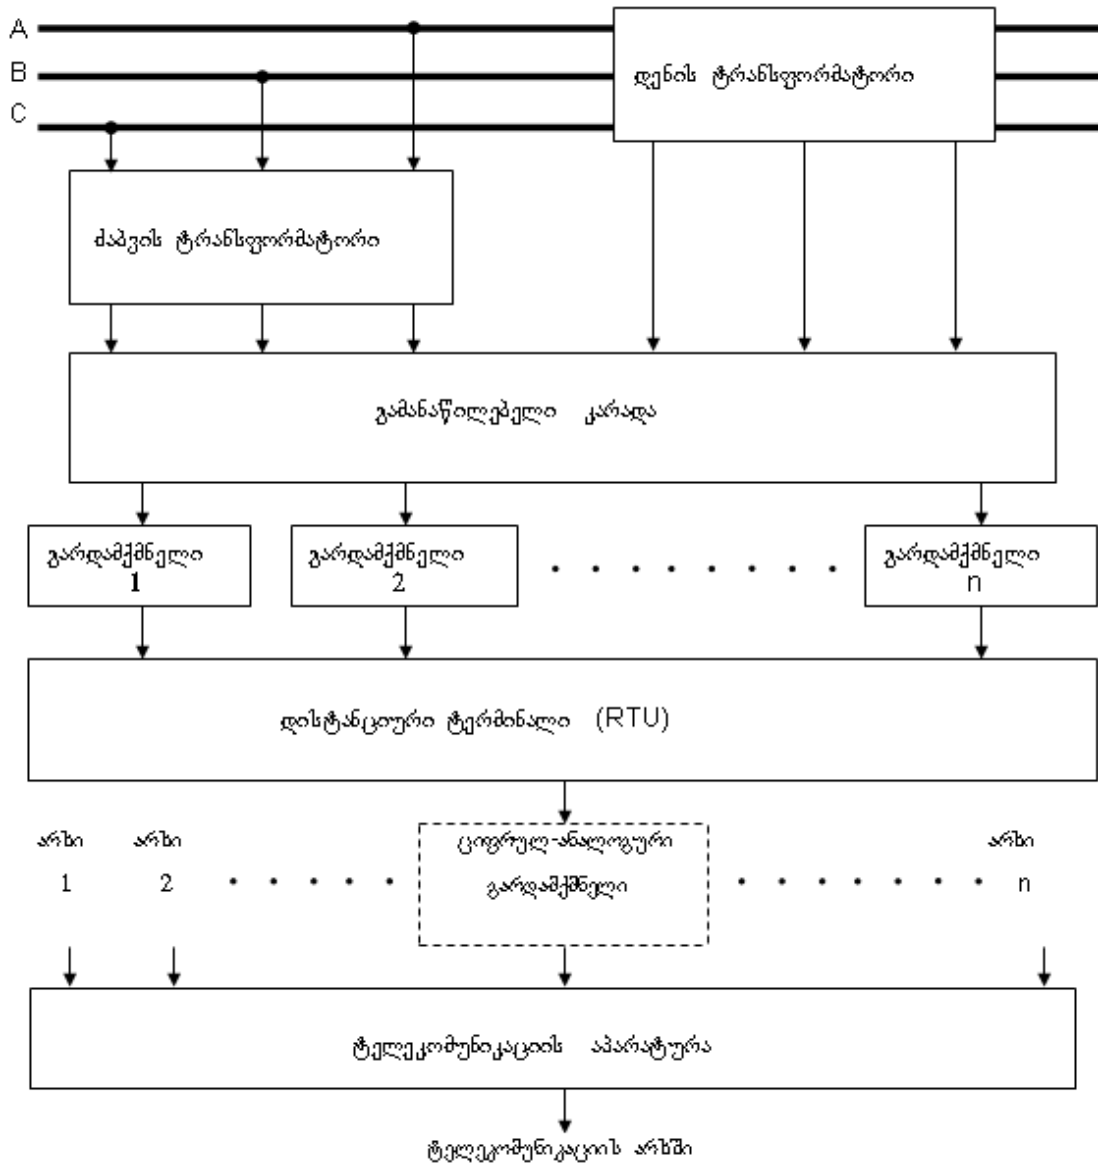 A
დენის ტრანსფორმატორი
B
C
ძაბვის ტრანსფორმატორი
გამანაწილებელი კარადა
გარდამქმნელი
1
გარდამქმნელი
2
გარდამქმნელი
n
დისტანციური ტერმინალი (RTU)
არხი
1
არხი
2
ციფრულ-ანალოგური
გარდამქმნელი
არხი
n
ტელეკომუნიკაციის აპარატურა
ტელეკომუნიკაციის არხში